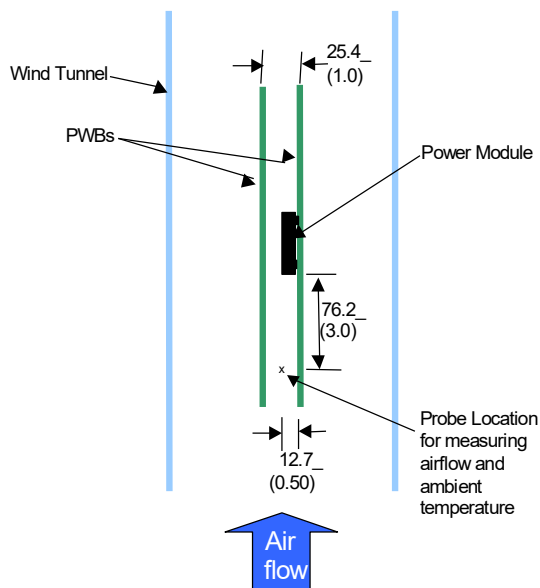 25.4_
(1.0)
Wind Tunnel
PWBs
Power Module
76.2_
(3.0)
x
Probe Location
for measuring
airflow and
ambient
temperature
12.7_
(0.50)
Air
flow